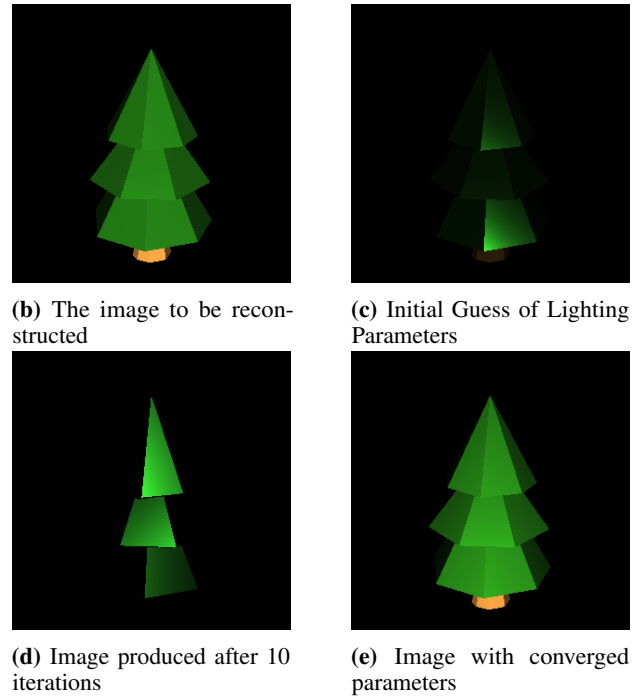 (b) The image to be recon-
structed
(c) Initial Guess of Lighting
Parameters
(d) Image produced after 10
iterations
(e) Image with converged
parameters